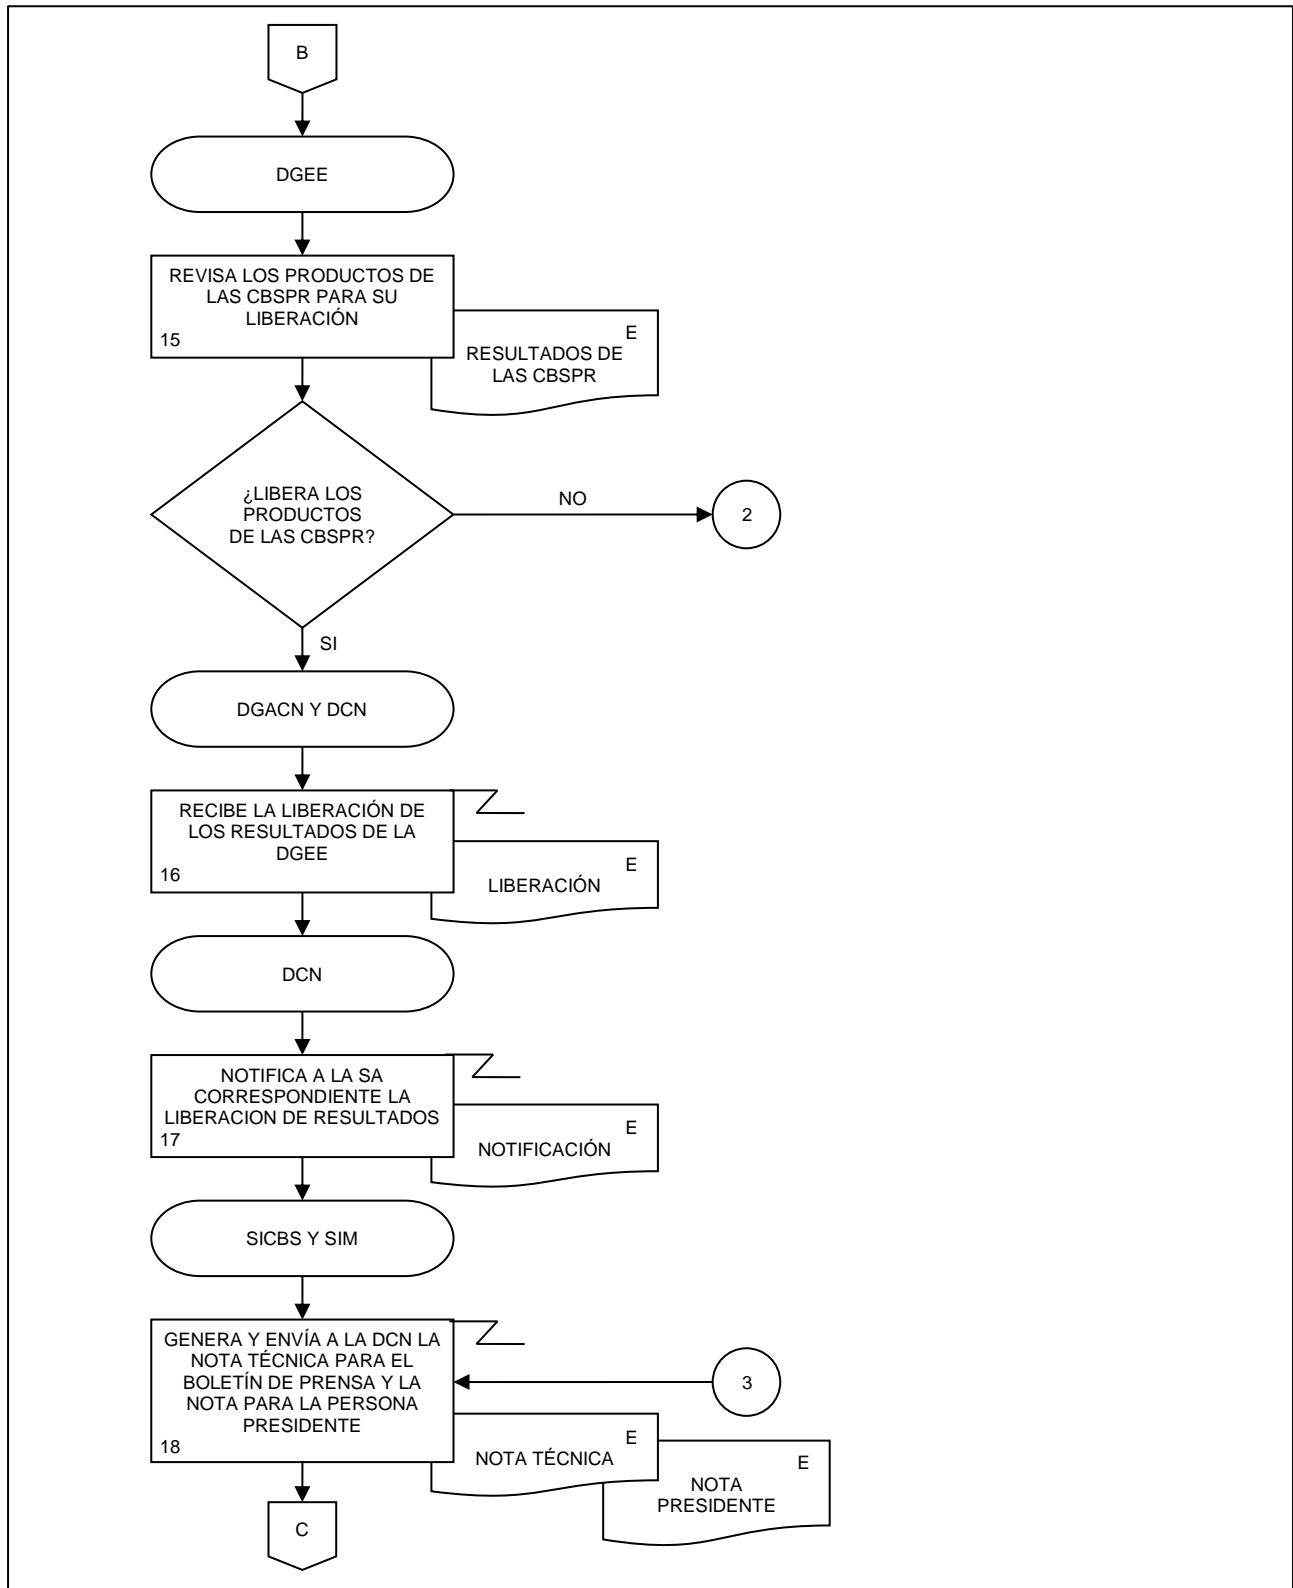 B
DGEE
REVISA LOS PRODUCTOS DE
LAS CBSPR PARA SU
LIBERACIÓN
15
E
RESULTADOS DE
LAS CBSPR
¿LIBERA LOS
PRODUCTOS
DE LAS CBSPR?
NO
2
SI
DGACN Y DCN
RECIBE LA LIBERACIÓN DE
LOS RESULTADOS DE LA
DGEE
16
E
LIBERACIÓN
DCN
NOTIFICA A LA SA
CORRESPONDIENTE LA
LIBERACION DE RESULTADOS
17
E
NOTIFICACIÓN
SICBS Y SIM
GENERA Y ENVÍA A LA DCN LA
NOTA TÉCNICA PARA EL
BOLETÍN DE PRENSA Y LA
NOTA PARA LA PERSONA
PRESIDENTE
18
3
E
NOTA TÉCNICA
E
NOTA
PRESIDENTE
C